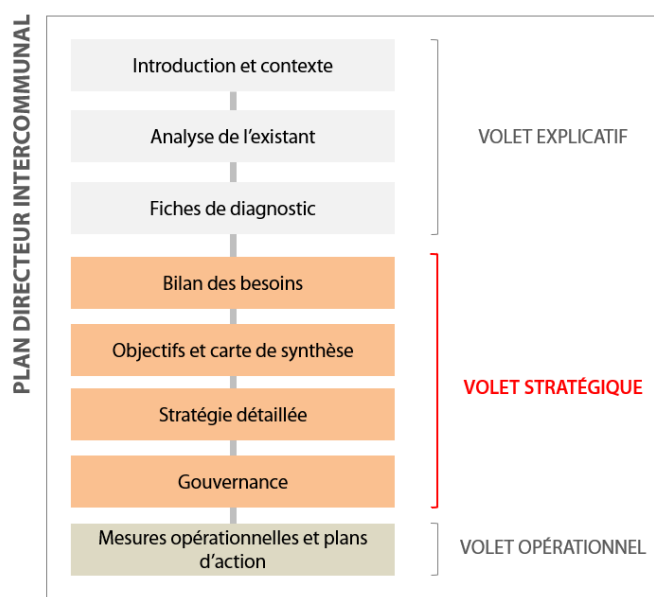 PLAN DIRECTEUR INTERCOMMUNAL
Introduction et contexte
Analyse de l'existant
Fiches de diagnostic
VOLET EXPLICATIF
Bilan des besoins
Objectifs et carte de synthèse
Stratégie détaillée
Gouvernance
VOLET STRATÉGIQUE
Mesures opérationnelles et plans
d'action
VOLET OPÉRATIONNEL